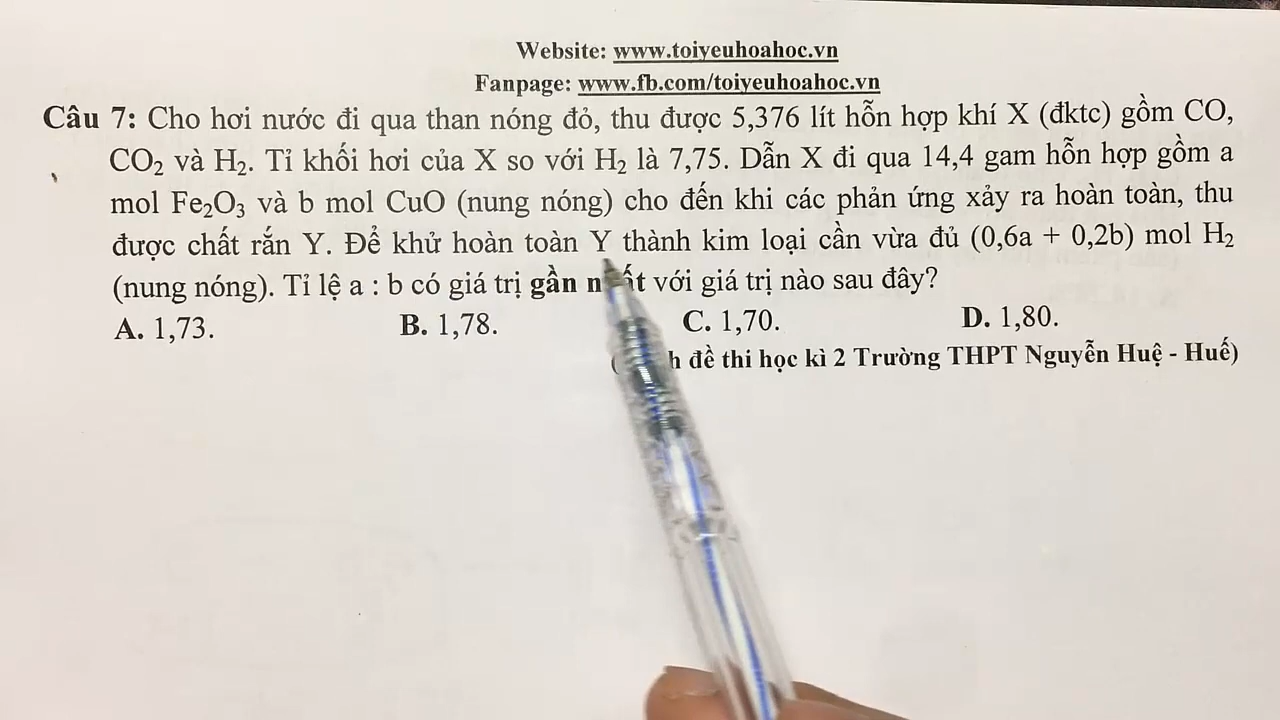 Website: www.toiyeuhoahoc.vn
Fanpage: www.fb.com/toiyeuhoahoc.vn
Câu 7: Cho hơi nước đi qua than nóng đỏ, thu được 5,376 lít hỗn hợp khí X (đktc) gồm CO,
CO₂ và H₂. Tỉ khối hơi của X so với H₂ là 7,75. Dẫn X đi qua 14,4 gam hỗn hợp gồm a
mol Fe₂O₃ và b mol CuO (nung nóng) cho đến khi các phản ứng xảy ra hoàn toàn, thu
được chất rắn Y. Để khử hoàn toàn Y thành kim loại cần vừa đủ (0,6a + 0,2b) mol H₂
(nung nóng). Tỉ lệ a : b có giá trị gần nhất với giá trị nào sau đây?
A. 1,73. B. 1,78. C. 1,70. D. 1,80.
đề thi học kì 2 Trường THPT Nguyễn Huệ - Huế)